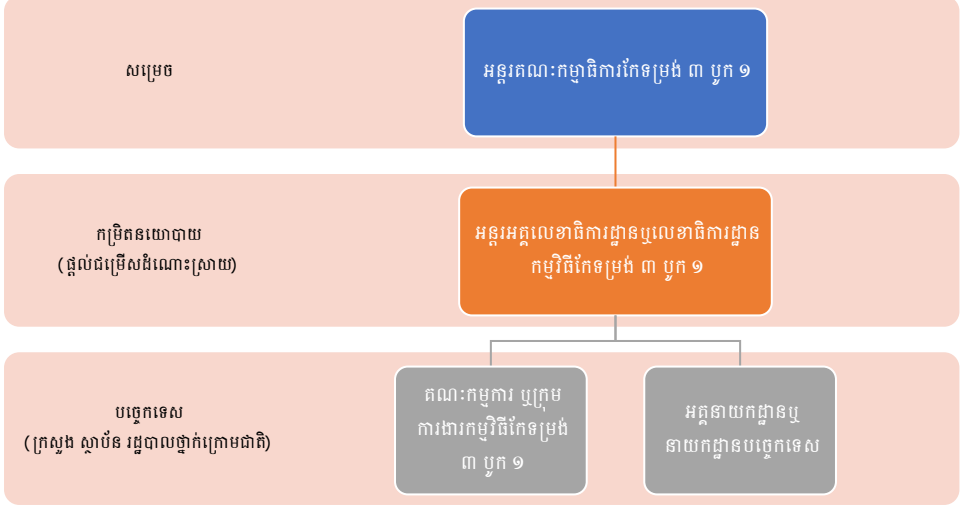 សម្រេច
អន្តរគណៈកម្មាធិការកែទម្រង់ ៣ បូក ១
កម្រិតនយោបាយ
(ផ្តល់ជម្រើសដំណោះស្រាយ)
អន្តរអគ្គលេខាធិការដ្ឋានឬលេខាធិការដ្ឋាន
កម្មវិធីកែទម្រង់ ៣ បូក ១
បច្ចេកទេស
(ក្រសួង ស្ថាប័ន រដ្ឋបាលថ្នាក់ក្រោមជាតិ)
គណៈកម្មការ ឬក្រុម
ការងារកម្មវិធីកែទម្រង់
៣ បូក ១
អគ្គនាយកដ្ឋានឬ
នាយកដ្ឋានបច្ចេកទេស